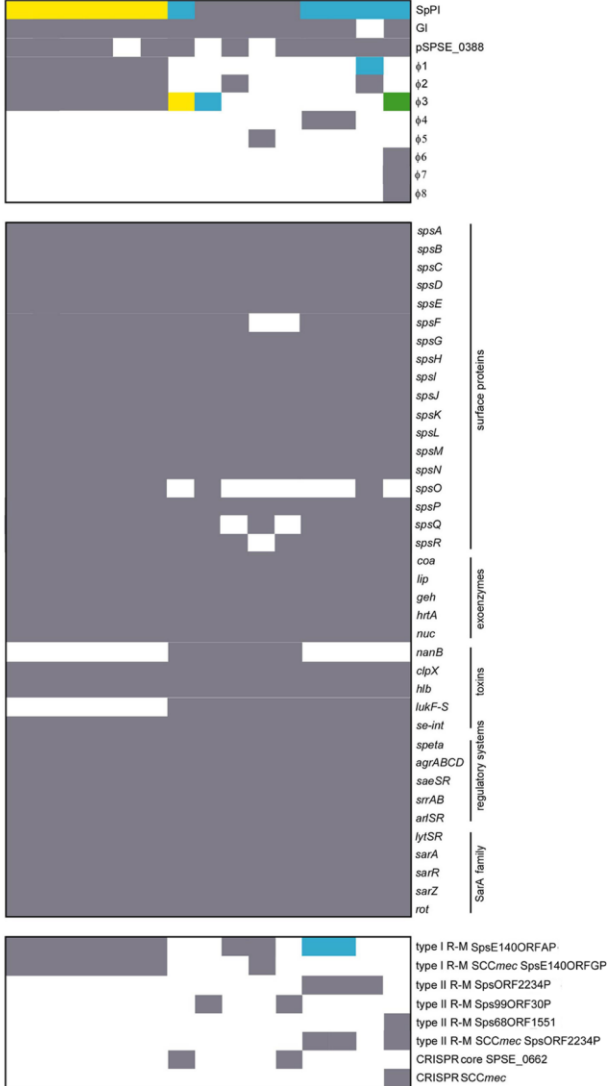 SpPI
GI
pSPSE_0388
ϕ1
ϕ2
ϕ3
ϕ4
ϕ5
ϕ6
ϕ7
ϕ8
spsA
spsB
spsC
spsD
spsE
spsF
spsG
spsH
spsI
spsJ
spsK
spsL
spsM
spsN
spsO
spsP
spsQ
spsR
surface proteins
coa
lip
geh
hrtA
nuc
exoenzymes
nanB
clpX
hlb
lukF-S
se-int
toxins
speta
agrABCD
saeSR
srrAB
arlSR
regulatory systems
lytSR
sarA
sarR
sarZ
rot
SarA family
type I R-M SpsE140ORFAP
type I R-M SCCmec SpsE140ORFGP
type II R-M SpsORF2234P
type II R-M Sps99ORF30P
type II R-M Sps68ORF1551
type II R-M SCCmec SpsORF2234P
CRISPR core SPSE_0662
CRISPR SCCmec